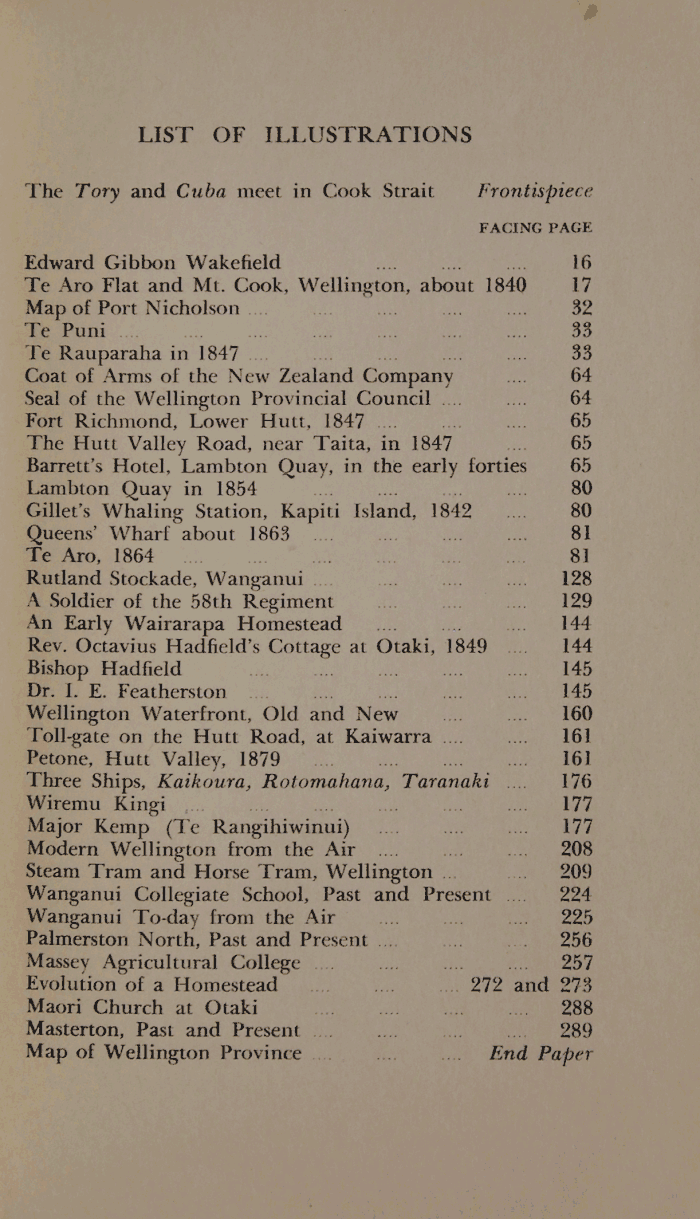 LIST OF ILLUSTRATIONS
The Tory and Cuba meet in Cook Strait Frontispiece
FACING PAGE
Edward Gibbon Wakefield .... .... .... 16
Te Aro Flat and Mt. Cook, Wellington, about 1840 17
Map of Port Nicholson .... .... .... .... .... 32
Te Puni .... .... .... .... .... .... .... 33
Te Rauparaha in 1847 .... .... .... .... .... 33
Coat of Arms of the New Zealand Company .... 64
Seal of the Wellington Provincial Council .... .... 64
Fort Richmond, Lower Hutt, 1847 .... .... .... 65
The Hutt Valley Road, near Taita, in 1847 .... 65
Barrett's Hotel, Lambton Quay, in the early forties 65
Lambton Quay in 1854 .... .... .... .... 80
Gillet's Whaling Station, Kapiti Island, 1842 .... 80
Queens' Wharf about 1863 .... .... .... .... 81
Te Aro, 1864 .... .... .... .... .... .... 81
Rutland Stockade, Wanganui .... .... .... .... 128
A Soldier of the 58th Regiment .... .... .... 129
An Early Wairarapa Homestead .... .... .... 144
Rev. Octavius Hadfield's Cottage at Otaki, 1849 .... 144
Bishop Hadfield .... .... .... .... .... 145
Dr. I. E. Featherston .... .... .... .... .... 145
Wellington Waterfront, Old and New .... .... 160
Toll-gate on the Hutt Road, at Kaiwarra .... .... 161
Petone, Hutt Valley, 1879 .... .... .... .... 161
Three Ships, Kaikoura, Rotomahana, Taranaki .... 176
Wiremu Kingi .... .... .... .... .... .... 177
Major Kemp (Te Rangihiwinui) .... .... .... 177
Modern Wellington from the Air .... .... .... 208
Steam Tram and Horse Tram, Wellington ... .... 209
Wanganui Collegiate School, Past and Present .... 224
Wanganui To-day from the Air .... .... .... 225
Palmerston North, Past and Present .... .... .... 256
Massey Agricultural College .... .... .... .... 257
Evolution of a Homestead .... .... .... 272 and 273
Maori Church at Otaki .... .... .... .... 288
Masterton, Past and Present .... .... .... .... 289
Map of Wellington Province .... .... .... End Paper